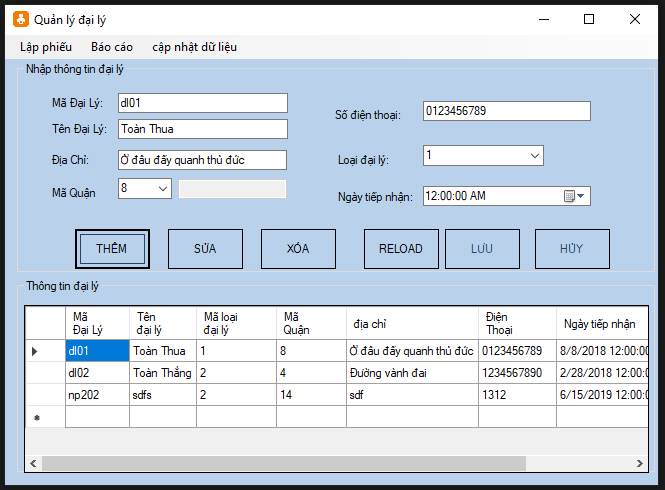 Quản lý đại lý
Lập phiếu Báo cáo cập nhật dữ liệu
Nhập thông tin đại lý
Mã Đại Lý: dl01
Số điện thoại: 0123456789
Tên Đại Lý: Toàn Thua
Địa Chỉ: Ở đâu đấy quanh thủ đức
Loại đại lý: 1
Mã Quận 8
Ngày tiếp nhận: 12:00:00 AM
THÊM SỬA XÓA RELOAD LƯU HỦY
Thông tin đại lý
Mã Đại Lý Tên đại lý Mã loại đại lý Mã Quận địa chỉ Điện Thoại Ngày tiếp nhận
dl01 Toàn Thua 1 8 Ở đâu đấy quanh thủ đức 0123456789 8/8/2018 12:00:00
dl02 Toàn Thắng 2 4 Đường vành đai 1234567890 2/28/2018 12:00:0
np202 sdfs 2 14 sdf 1312 6/15/2019 12:00:0